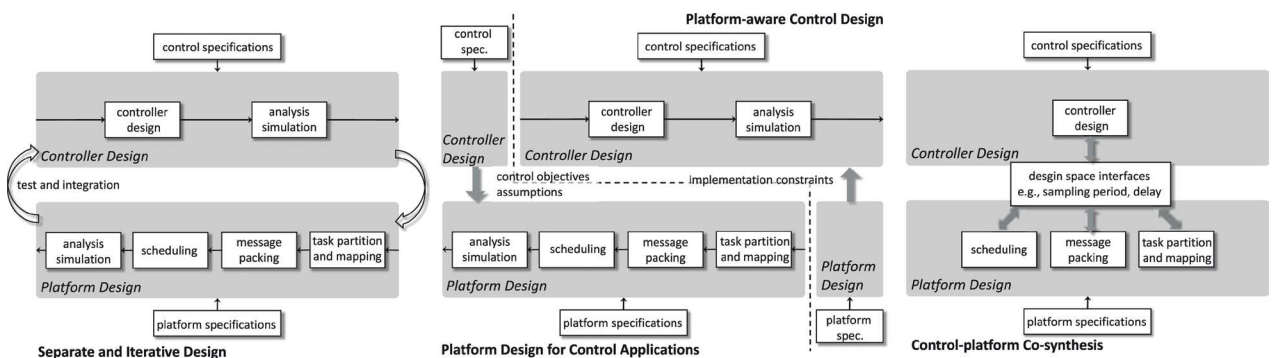 control specifications
controller
design
analysis
simulation
Controller Design
test and integration
analysis
simulation
scheduling
message
packing
task partition
and mapping
Platform Design
platform specifications
Separate and Iterative Design
Platform-aware Control Design
control
spec.
control specifications
Controller
Design
controller
design
analysis
simulation
Controller Design
control objectives
assumptions
implementation constraints
analysis
simulation
scheduling
message
packing
task partition
and mapping
Platform Design
Platform
Design
platform specifications
platform
spec.
Platform Design for Control Applications
control specifications
controller
design
Controller Design
desgin space interfaces
e.g., sampling period, delay
scheduling
message
packing
task partition
and mapping
Platform Design
platform specifications
Control-platform Co-synthesis